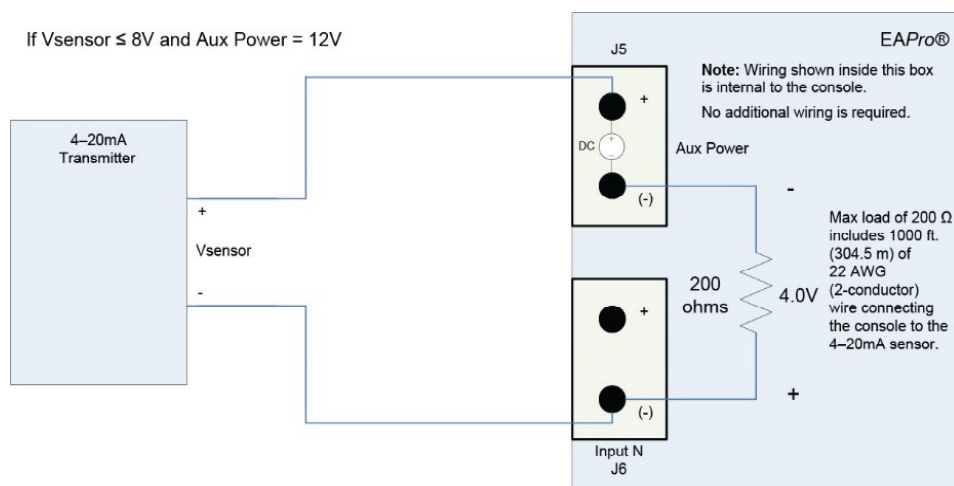 If Vsensor ≤ 8V and Aux Power = 12V
EAPro®
J5
Note: Wiring shown inside this box
is internal to the console.
No additional wiring is required.
4–20mA
Transmitter
+
DC
+
−
Aux Power
(-)
-
+
Vsensor
-
Max load of 200 Ω
includes 1000 ft.
(304.5 m) of
22 AWG
(2-conductor)
wire connecting
the console to the
4–20mA sensor.
200
ohms
4.0V
+
(-)
+
Input N
J6